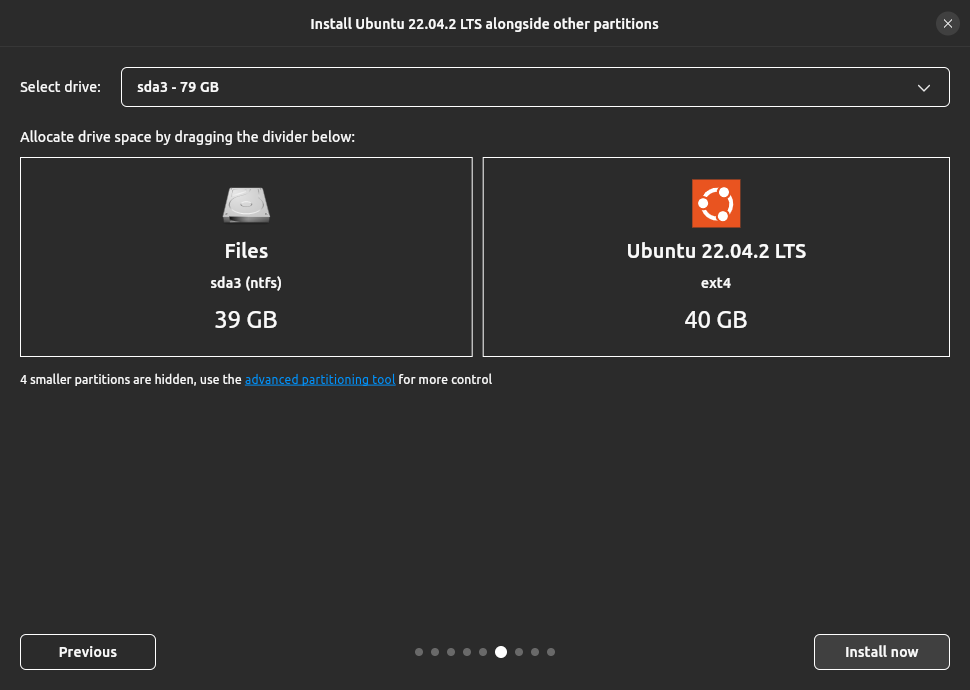 Install Ubuntu 22.04.2 LTS alongside other partitions
Select drive:
sda3 - 79 GB
Allocate drive space by dragging the divider below:
Files
sda3 (ntfs)
39 GB
Ubuntu 22.04.2 LTS
ext4
40 GB
4 smaller partitions are hidden, use the advanced partitioning tool for more control
Previous
Install now